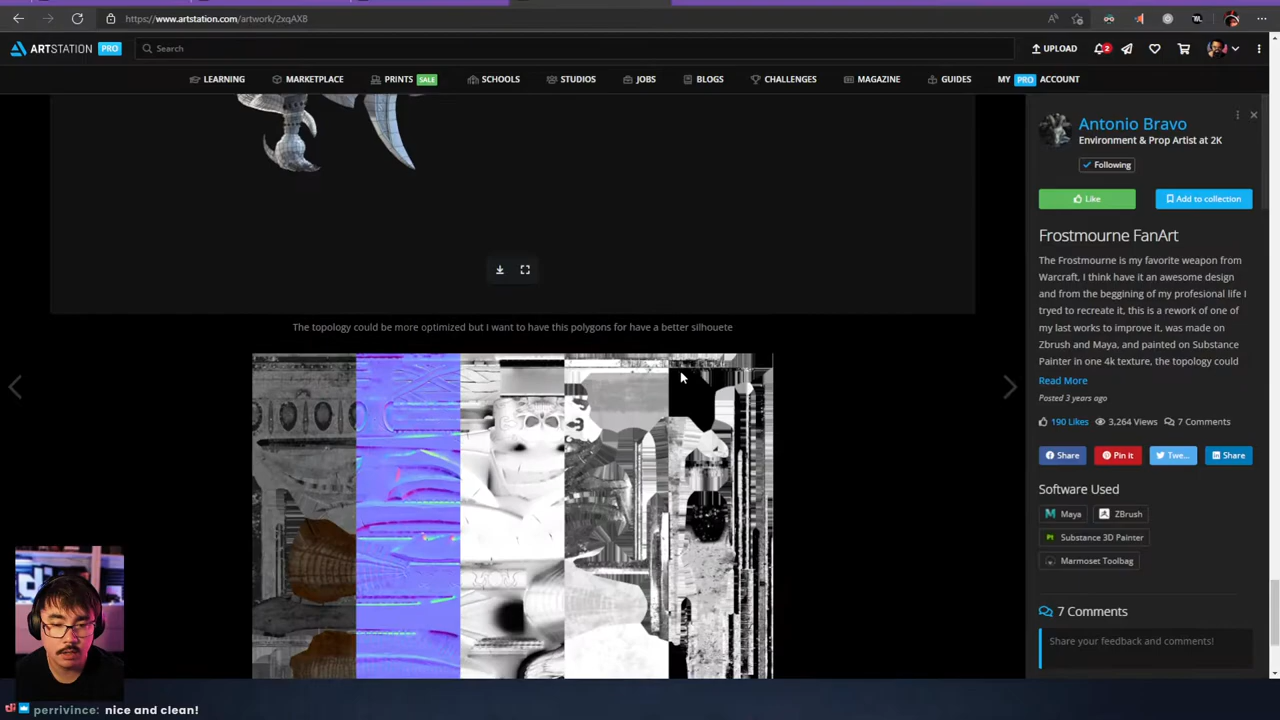 https://www.artstation.com/artwork/2xqAXB
ARTSTATION PRO
Search
UPLOAD
2
LEARNING
MARKETPLACE
PRINTS SALE
SCHOOLS
STUDIOS
JOBS
BLOGS
CHALLENGES
MAGAZINE
GUIDES
MY PRO ACCOUNT
The topology could be more optimized but I want to have this polygons for have a better silhouete
Antonio Bravo
Environment & Prop Artist at 2K
Following
Like
Add to collection
Frostmourne FanArt
The Frostmourne is my favorite weapon from
Warcraft, I think have it an awesome design
and from the beggining of my profesional life I
tryed to recreate it, this is a rework of one of
my last works to improve it, was made on
Zbrush and Maya, and painted on Substance
Painter in one 4k texture, the topology could
Read More
Posted 3 years ago
190 Likes 3,264 Views 7 Comments
Share Pin it Twe... Share
Software Used
Maya ZBrush
Substance 3D Painter
Marmoset Toolbag
7 Comments
Share your feedback and comments!
perrivince: nice and clean!